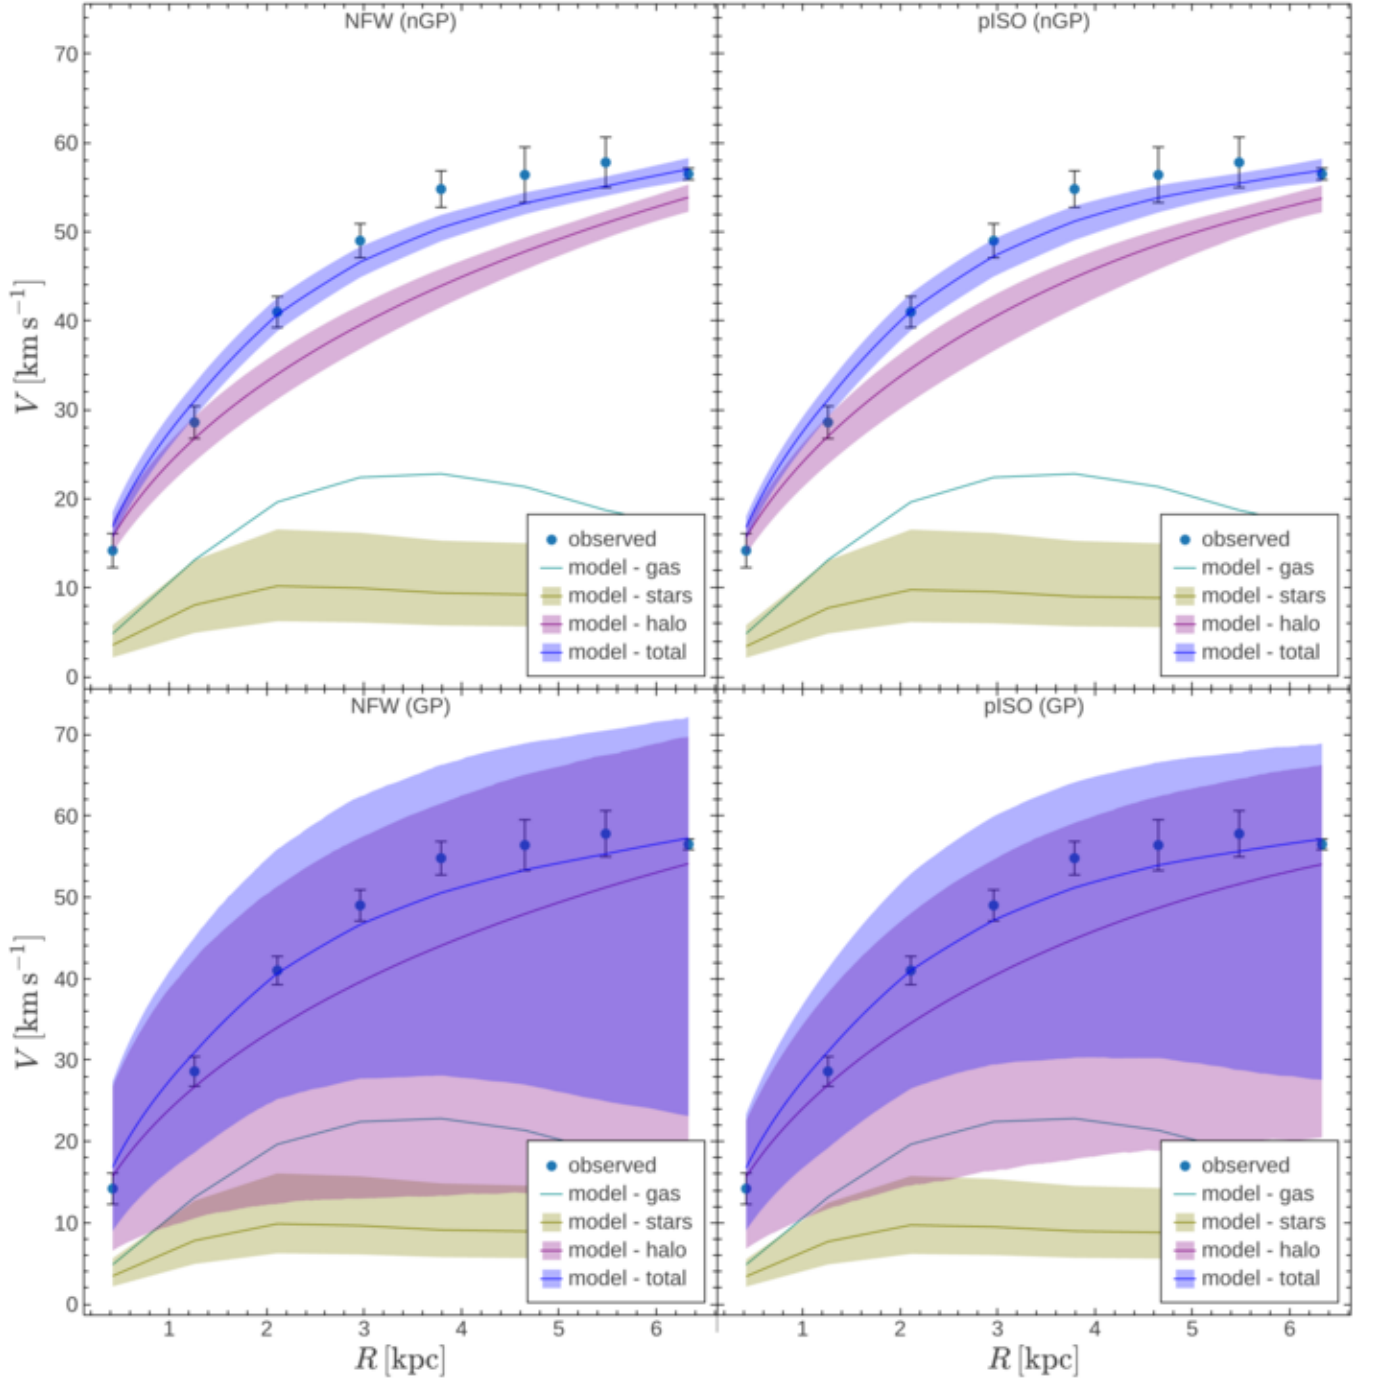 NFW (nGP)
pISO (nGP)
70
60
50
40
30
20
10
0
V [km s⁻¹]
observed
model - gas
model - stars
model - halo
model - total
observed
model - gas
model - stars
model - halo
model - total
NFW (GP)
pISO (GP)
70
60
50
40
30
20
10
0
V [km s⁻¹]
observed
model - gas
model - stars
model - halo
model - total
observed
model - gas
model - stars
model - halo
model - total
1 2 3 4 5 6
1 2 3 4 5 6
R [kpc]
R [kpc]